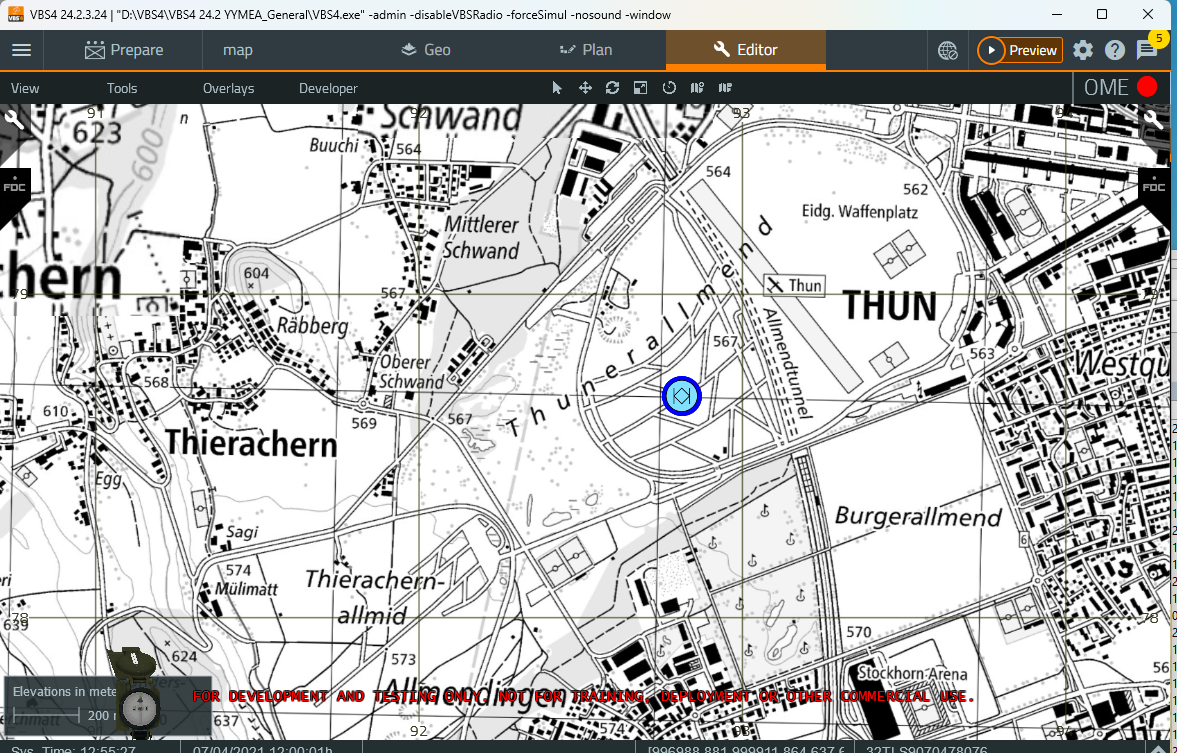 VBS4 24.2.3.24 | "D:\VBS4\VBS4 24.2 YYMEA_General\VBS4.exe" -admin -disableVBSRadio -forceSimul -nosound -window
Prepare map Geo Plan Editor Preview 5
View Tools Overlays Developer OME
91 92 93
623 n Schwand
600 Buuchi 564 564
FDC 562 FDC
Mittlerer Eidg. Waffenplatz
Schwand
chern 604 Thun
567 THUN
Räbberg 567
Thunerallmend
Allmendtunnel
Oberer 563 Westqu
568 Schwand
610 569 567
Thierachern
Egg
Burgerallmend
Sagi 6
574 Thierachern-
Mülimatt allmid
639 78
624 573 570
Stockhorn-Arena
Elevations in mete
FOR DEVELOPMENT AND TESTING ONLY. NOT FOR TRAINING, DEPLOYMENT OR OTHER COMMERCIAL USE.
Allmendingen
200 m
637 92 93 574
Sys. Time: 12:55:27 07/04/2021 12:00:01h [996988.881,999911.864,637.6 32TLS9070478076